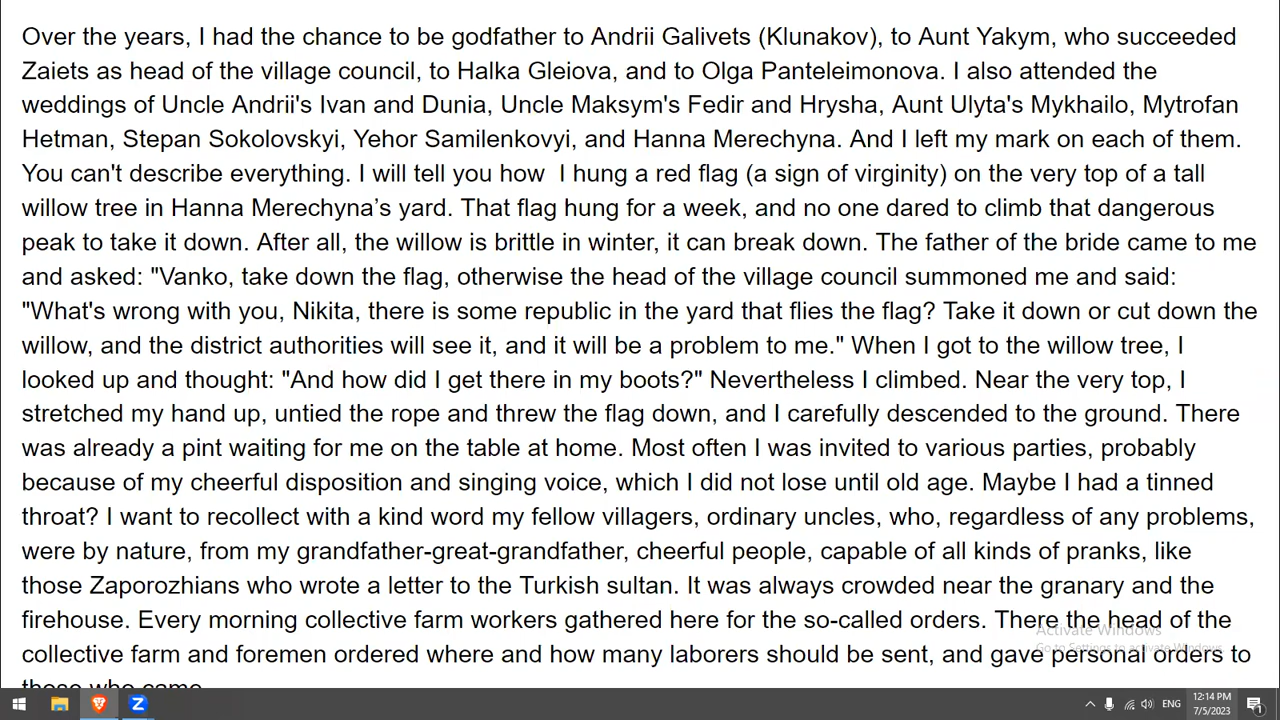 Over the years, I had the chance to be godfather to Andrii Galivets (Klunakov), to Aunt Yakym, who succeeded
Zaiets as head of the village council, to Halka Gleiova, and to Olga Panteleimonova. I also attended the
weddings of Uncle Andrii's Ivan and Dunia, Uncle Maksym's Fedir and Hrysha, Aunt Ulyta's Mykhailo, Mytrofan
Hetman, Stepan Sokolovskyi, Yehor Samilenkovyi, and Hanna Merechyna. And I left my mark on each of them.
You can't describe everything. I will tell you how  I hung a red flag (a sign of virginity) on the very top of a tall
willow tree in Hanna Merechyna’s yard. That flag hung for a week, and no one dared to climb that dangerous
peak to take it down. After all, the willow is brittle in winter, it can break down. The father of the bride came to me
and asked: "Vanko, take down the flag, otherwise the head of the village council summoned me and said:
"What's wrong with you, Nikita, there is some republic in the yard that flies the flag? Take it down or cut down the
willow, and the district authorities will see it, and it will be a problem to me." When I got to the willow tree, I
looked up and thought: "And how did I get there in my boots?" Nevertheless I climbed. Near the very top, I
stretched my hand up, untied the rope and threw the flag down, and I carefully descended to the ground. There
was already a pint waiting for me on the table at home. Most often I was invited to various parties, probably
because of my cheerful disposition and singing voice, which I did not lose until old age. Maybe I had a tinned
throat? I want to recollect with a kind word my fellow villagers, ordinary uncles, who, regardless of any problems,
were by nature, from my grandfather-great-grandfather, cheerful people, capable of all kinds of pranks, like
those Zaporozhians who wrote a letter to the Turkish sultan. It was always crowded near the granary and the
firehouse. Every morning collective farm workers gathered here for the so-called orders. There the head of the
collective farm and foremen ordered where and how many laborers should be sent, and gave personal orders to
those who came.
Activate Windows
Go to Settings to activate Windows.
ENG
12:14 PM
7/5/2023
1